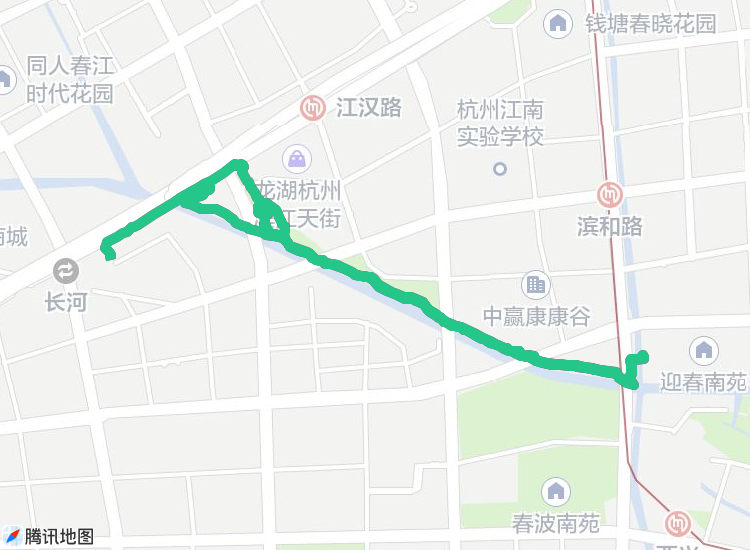 钱塘春晓花园
同人春江
时代花园
江汉路
杭州江南
实验学校
龙湖杭州
江天街
滨和路
城
长河
中赢康康谷
迎春南苑
春波南苑
腾讯地图